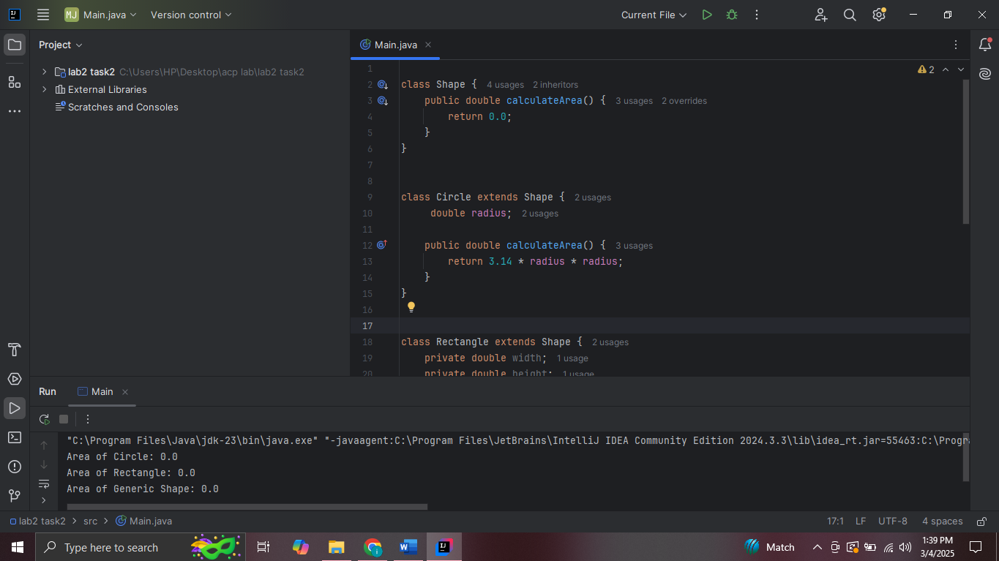 MJ Main.java Version control Current File
Project
Main.java
lab2 task2 C:\Users\HP\Desktop\acp lab\lab2 task2
External Libraries
Scratches and Consoles
2
1
2 class Shape { 4 usages 2 inheritors
3 public double calculateArea() { 3 usages 2 overrides
4 return 0.0;
5 }
6 }
7
8
9 class Circle extends Shape { 2 usages
10 double radius; 2 usages
11
12 public double calculateArea() { 3 usages
13 return 3.14 * radius * radius;
14 }
15 }
16
17
18 class Rectangle extends Shape { 2 usages
19 private double width; 1 usage
20 private double height; 1 usage
Run Main
"C:\Program Files\Java\jdk-23\bin\java.exe" "-javaagent:C:\Program Files\JetBrains\IntelliJ IDEA Community Edition 2024.3.3\lib\idea_rt.jar=55463:C:\Progra
Area of Circle: 0.0
Area of Rectangle: 0.0
Area of Generic Shape: 0.0
lab2 task2 > src > Main.java 17:1 LF UTF-8 4 spaces
Type here to search
Match
1:39 PM
3/4/2025